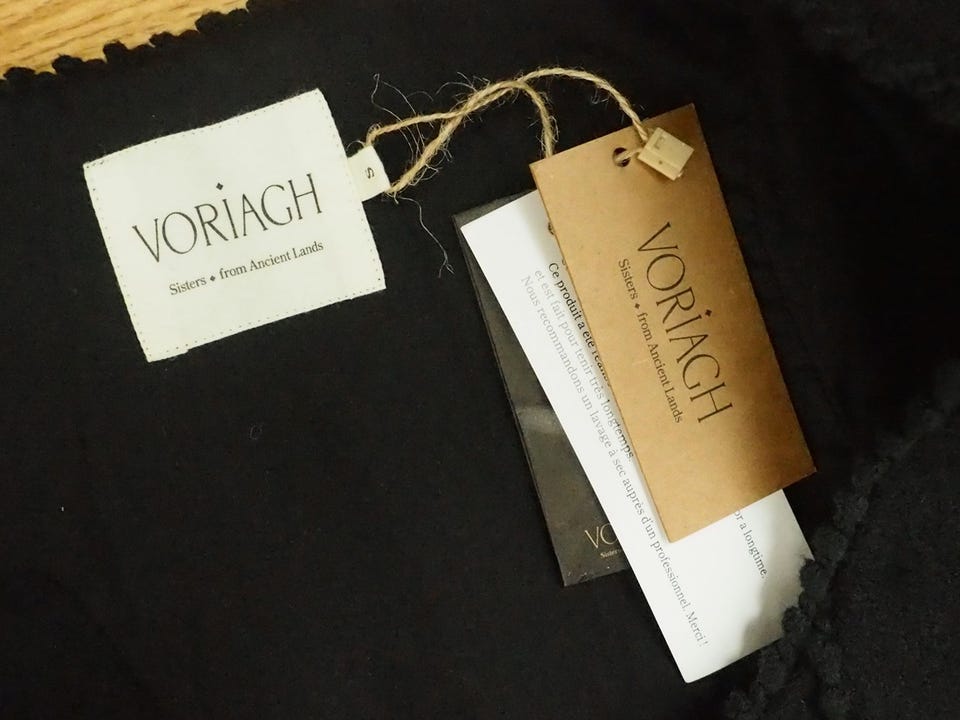 VORIAGH
Sisters ⬥ from Ancient Lands
S
VORIAGH
Sisters ⬥ from Ancient Lands
Ce produit a été
et est fait pour tenir très longtemps.
Nous recommandons un lavage à sec auprès d'un professionnel. Merci !
a longtime.
VO
Sisters